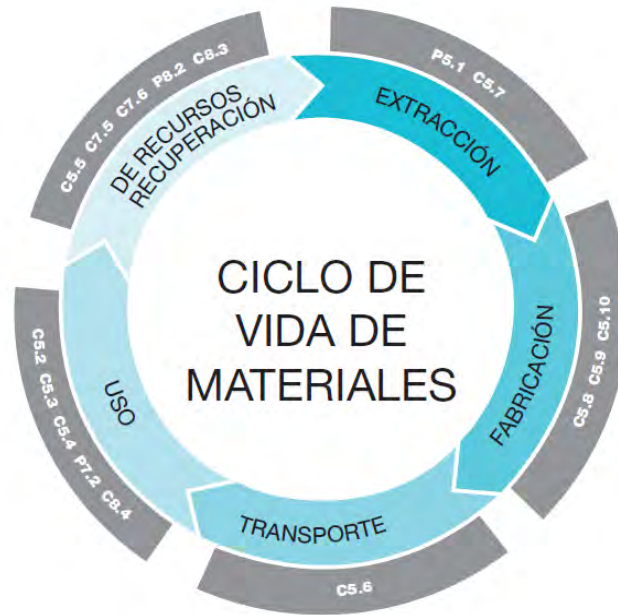 CICLO DE
VIDA DE
MATERIALES
P5.1 C5.7
EXTRACCIÓN
C5.8 C5.9 C5.10
FABRICACIÓN
C5.6
TRANSPORTE
C5.2 C5.3 C5.4 P7.2 C8.4
USO
C5.5 C7.5 C7.6 P8.2 C8.3
DE RECURSOS
RECUPERACIÓN